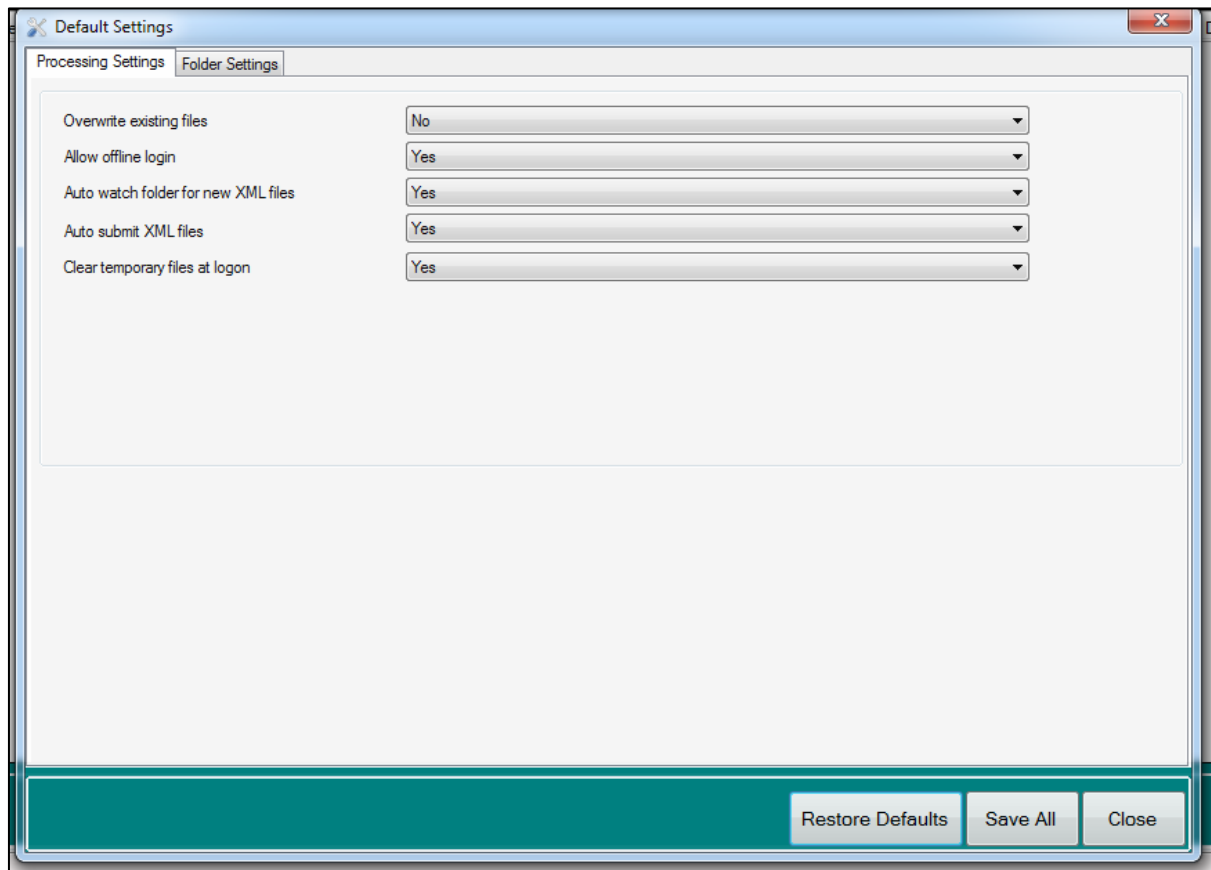 Default Settings
Processing Settings Folder Settings
Overwrite existing files No
Allow offline login Yes
Auto watch folder for new XML files Yes
Auto submit XML files Yes
Clear temporary files at logon Yes
Restore Defaults Save All Close